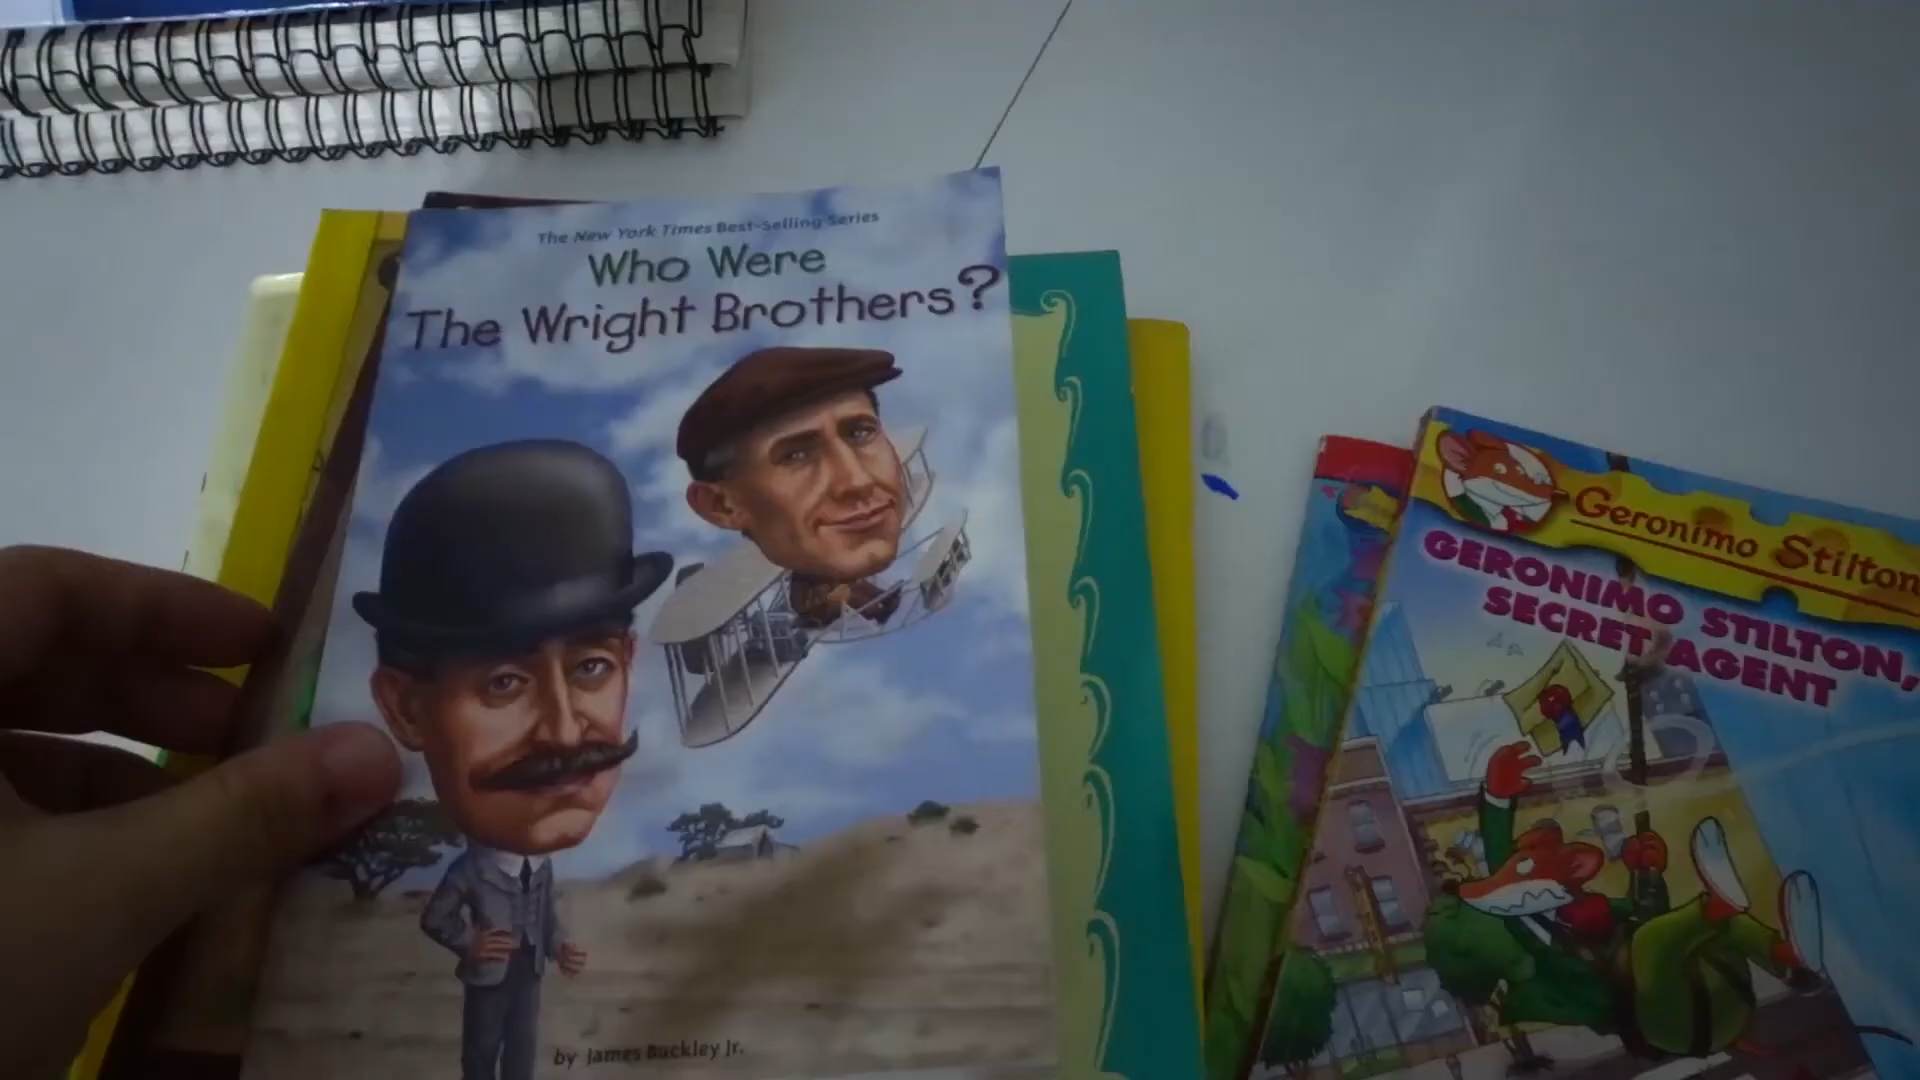 The New York Times Best-Selling Series
Who Were
The Wright Brothers?
by James Buckley Jr.
Geronimo Stilton
GERONIMO STILTON,
SECRET AGENT